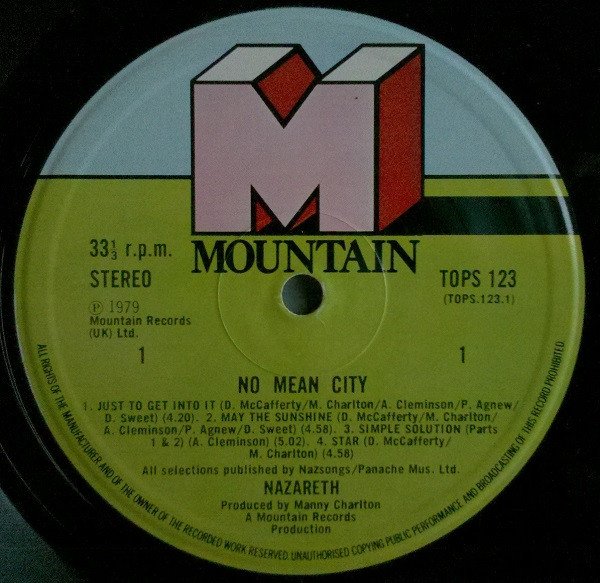 M
MOUNTAIN
33⅓ r.p.m.
STEREO
℗ 1979
Mountain Records
(UK) Ltd.
1
TOPS 123
(TOPS.123.1)
1
NO MEAN CITY
1. JUST TO GET INTO IT (D. McCafferty/M. Charlton/A. Cleminson/P. Agnew/
D. Sweet) (4.20). 2. MAY THE SUNSHINE (D. McCafferty/M. Charlton/
A. Cleminson/P. Agnew/D. Sweet) (4.58). 3. SIMPLE SOLUTION (Parts
1 & 2) (A. Cleminson) (5.02). 4. STAR (D. McCafferty/
M. Charlton) (4.58)
All selections published by Nazsongs/Panache Mus. Ltd.
NAZARETH
Produced by Manny Charlton
A Mountain Records
Production
ALL RIGHTS OF THE MANUFACTURER AND OF THE OWNER OF THE RECORDED WORK RESERVED. UNAUTHORISED COPYING PUBLIC PERFORMANCE AND BROADCASTING OF THIS RECORD PROHIBITED